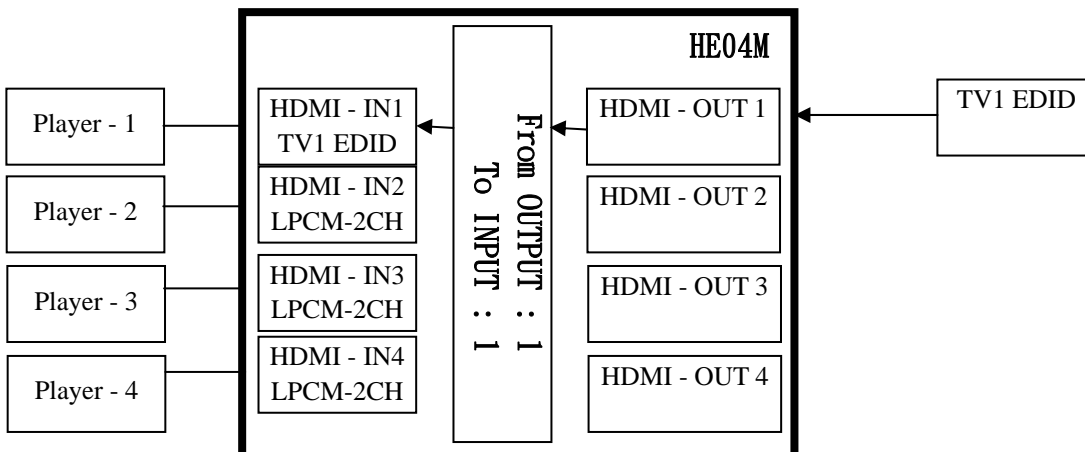 HE04M
Player - 1
HDMI - IN1
TV1 EDID
From OUTPUT : 1
To INPUT : 1
HDMI - OUT 1
TV1 EDID
Player - 2
HDMI - IN2
LPCM-2CH
HDMI - OUT 2
Player - 3
HDMI - IN3
LPCM-2CH
HDMI - OUT 3
Player - 4
HDMI - IN4
LPCM-2CH
HDMI - OUT 4